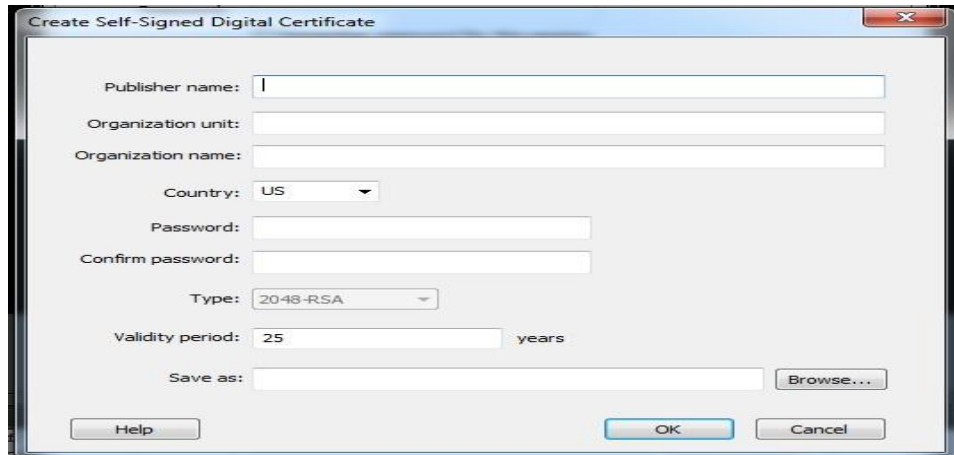 Create Self-Signed Digital Certificate
Publisher name:
Organization unit:
Organization name:
Country: US
Password:
Confirm password:
Type: 2048-RSA
Validity period: 25 years
Save as: Browse...
Help OK Cancel